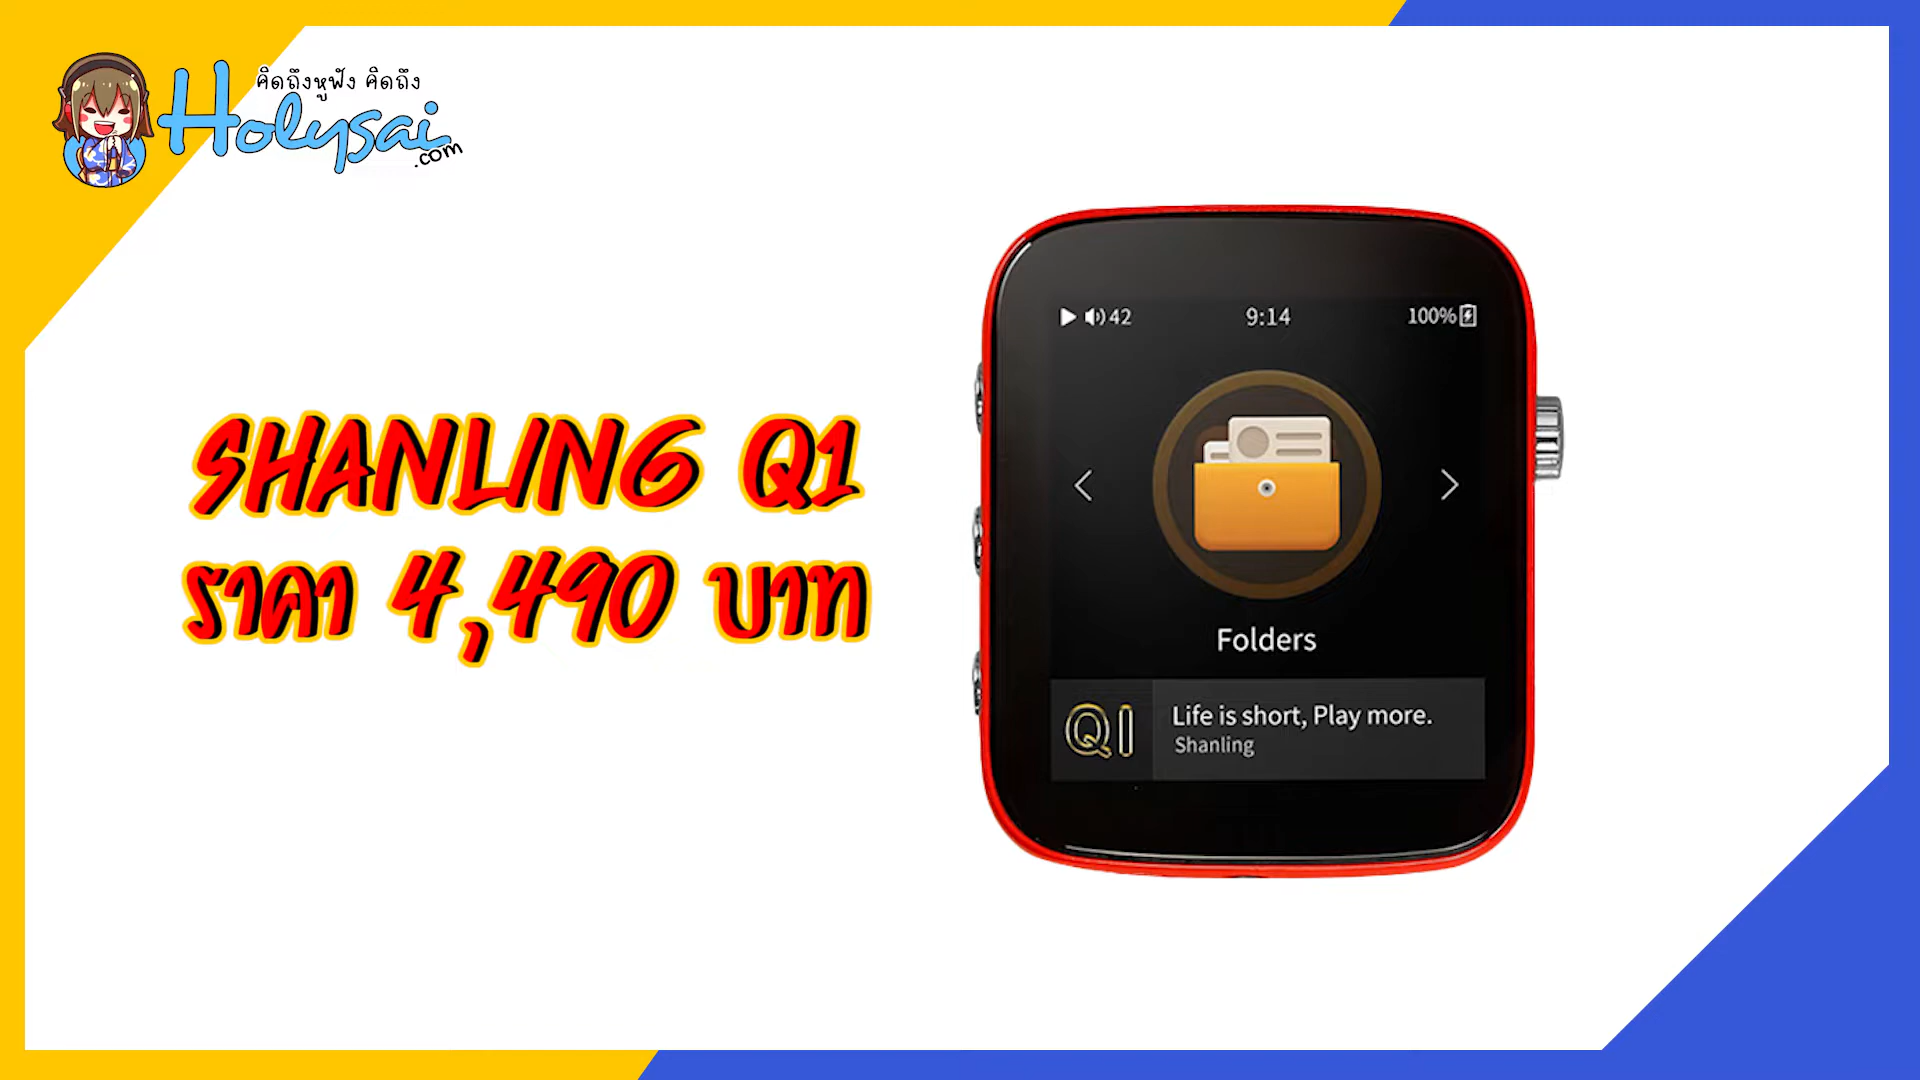 คิดถึงหูฟัง คิดถึง
Holysai
.com
SHANLING Q1
ราคา 4,490 บาท
42
9:14
100%
Folders
Q1
Life is short, Play more.
Shanling